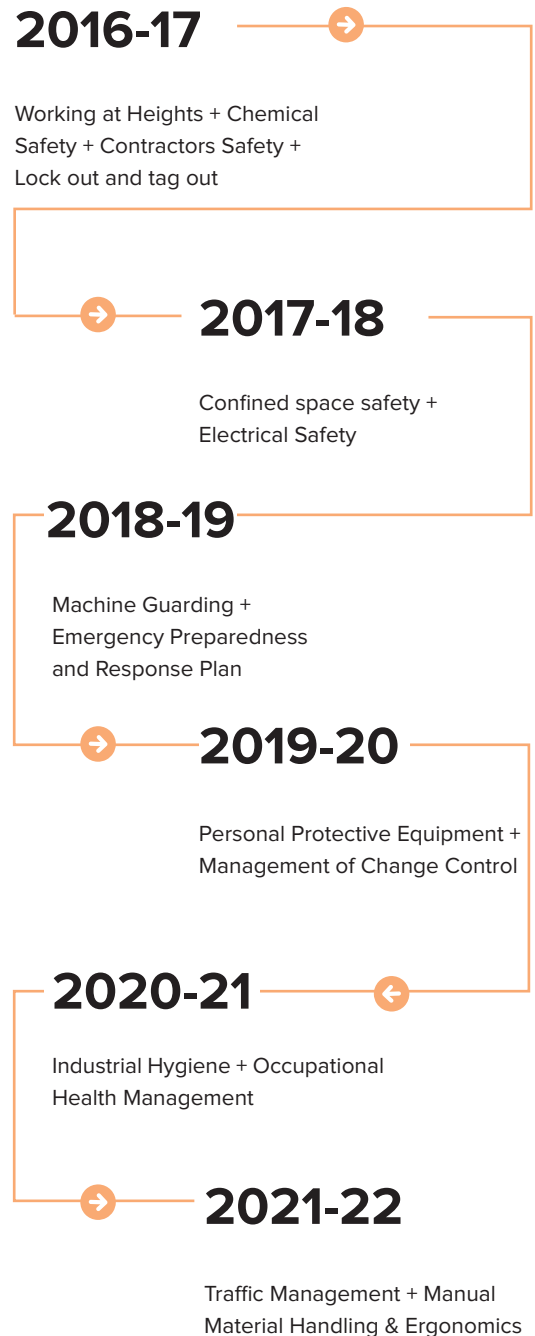 2016-17
Working at Heights + Chemical
Safety + Contractors Safety +
Lock out and tag out
2017-18
Confined space safety +
Electrical Safety
2018-19
Machine Guarding +
Emergency Preparedness
and Response Plan
2019-20
Personal Protective Equipment +
Management of Change Control
2020-21
Industrial Hygiene + Occupational
Health Management
2021-22
Traffic Management + Manual
Material Handling & Ergonomics